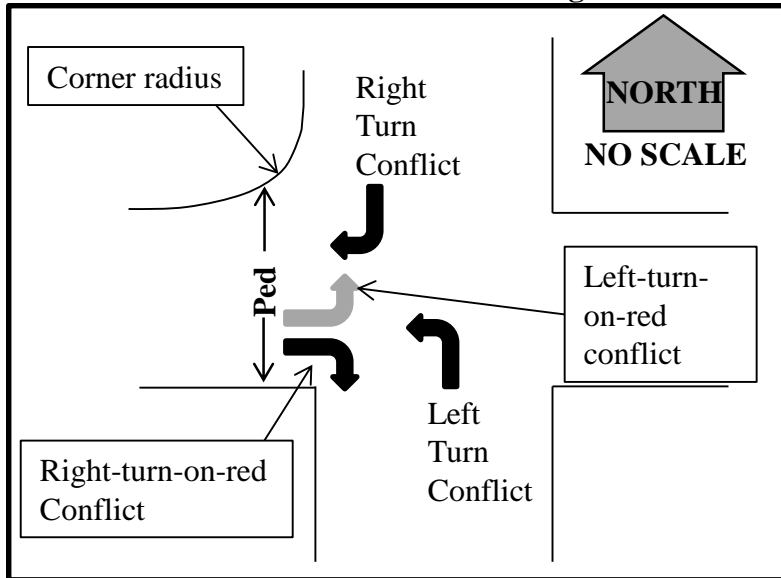 Corner radius
Right
Turn
Conflict
NORTH
NO SCALE
Ped
Left-turn-
on-red
conflict
Left
Turn
Conflict
Right-turn-on-red
Conflict